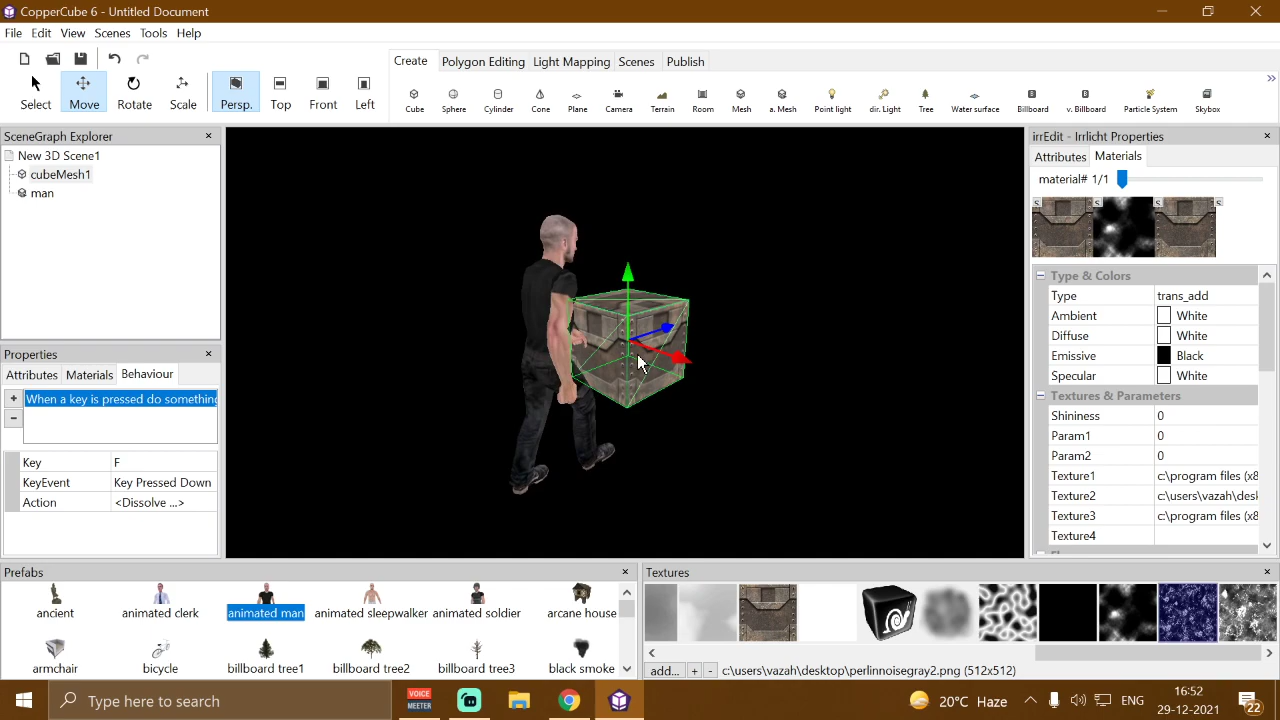 CopperCube 6 - Untitled Document
File Edit View Scenes Tools Help
Create Polygon Editing Light Mapping Scenes Publish
Select Move Rotate Scale Persp. Top Front Left
Cube Sphere Cylinder Cone Plane Camera Terrain Room Mesh a. Mesh Point light dir. Light Tree Water surface Billboard v. Billboard Particle System Skybox
SceneGraph Explorer
New 3D Scene1
cubeMesh1
man
Properties
Attributes Materials Behaviour
When a key is pressed do something
Key F
KeyEvent Key Pressed Down
Action <Dissolve ...>
irrEdit - Irrlicht Properties
Attributes Materials
material# 1/1
S S S S
Type & Colors
Type trans_add
Ambient White
Diffuse White
Emissive Black
Specular White
Textures & Parameters
Shininess 0
Param1 0
Param2 0
Texture1 c:\program files (x8
Texture2 c:\users\vazah\desk
Texture3 c:\program files (x8
Texture4
Prefabs
ancient animated clerk animated man animated sleepwalker animated soldier arcane house
armchair bicycle billboard tree1 billboard tree2 billboard tree3 black smoke
Textures
add... + - c:\users\vazah\desktop\perlinnoisegray2.png (512x512)
Type here to search
VOICE
MEETER
20°C Haze
ENG
16:52
29-12-2021
22